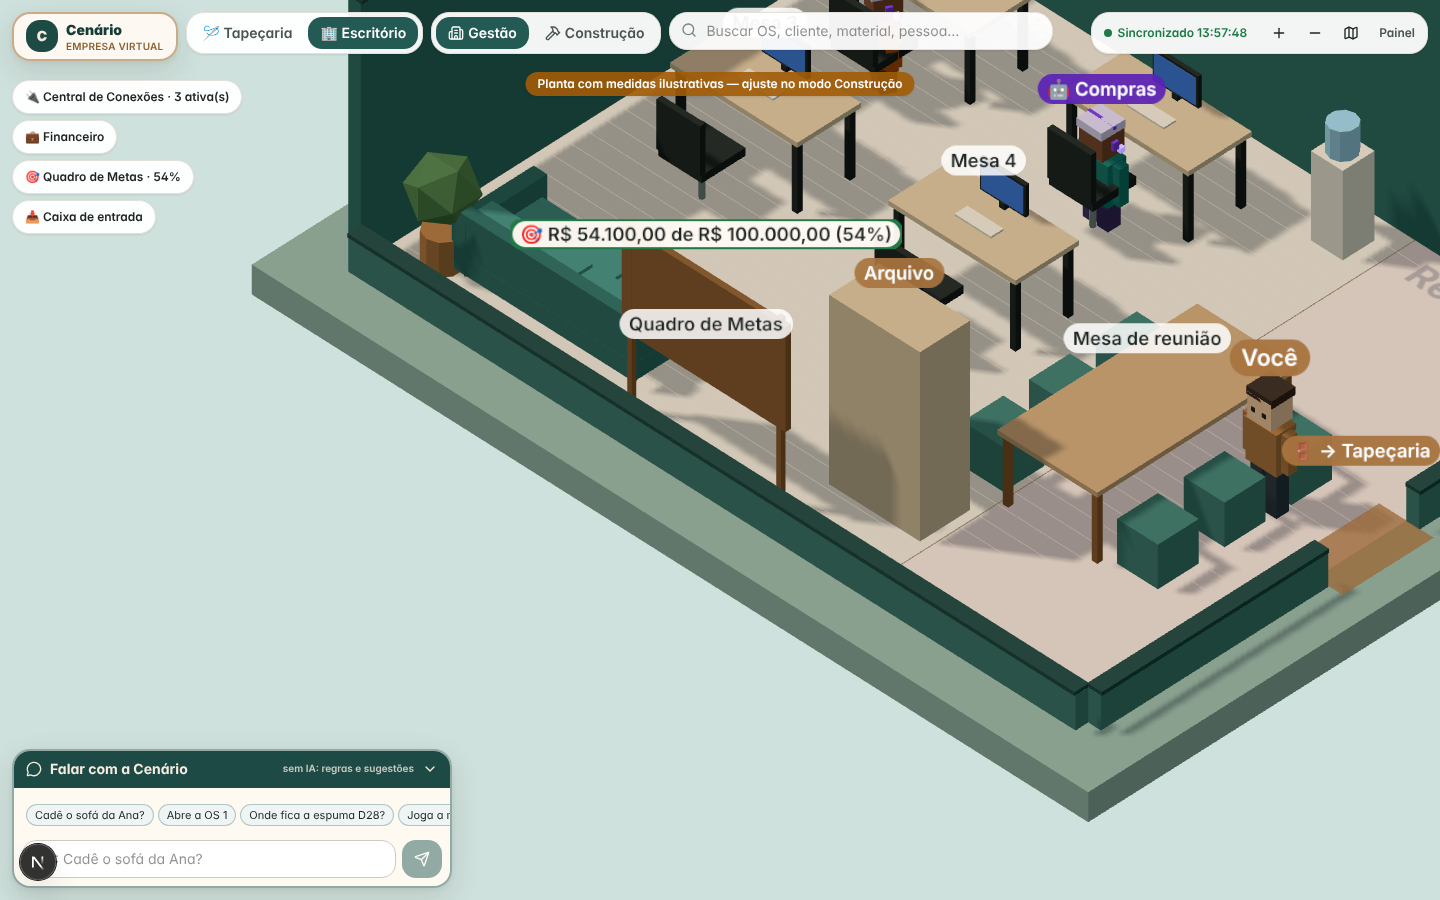 C
Cenário
EMPRESA VIRTUAL
🪡 Tapeçaria
🏢 Escritório
Gestão
Construção
Buscar OS, cliente, material, pessoa...
Sincronizado 13:57:48
Painel
🔌 Central de Conexões · 3 ativa(s)
💼 Financeiro
🎯 Quadro de Metas · 54%
📥 Caixa de entrada
Planta com medidas ilustrativas — ajuste no modo Construção
🤖 Compras
Mesa 4
🎯 R$ 54.100,00 de R$ 100.000,00 (54%)
Arquivo
Quadro de Metas
Mesa de reunião
Você
🚪 → Tapeçaria
Falar com a Cenário
sem IA: regras e sugestões
Cadê o sofá da Ana?
Abre a OS 1
Onde fica a espuma D28?
Joga a
N
Cadê o sofá da Ana?